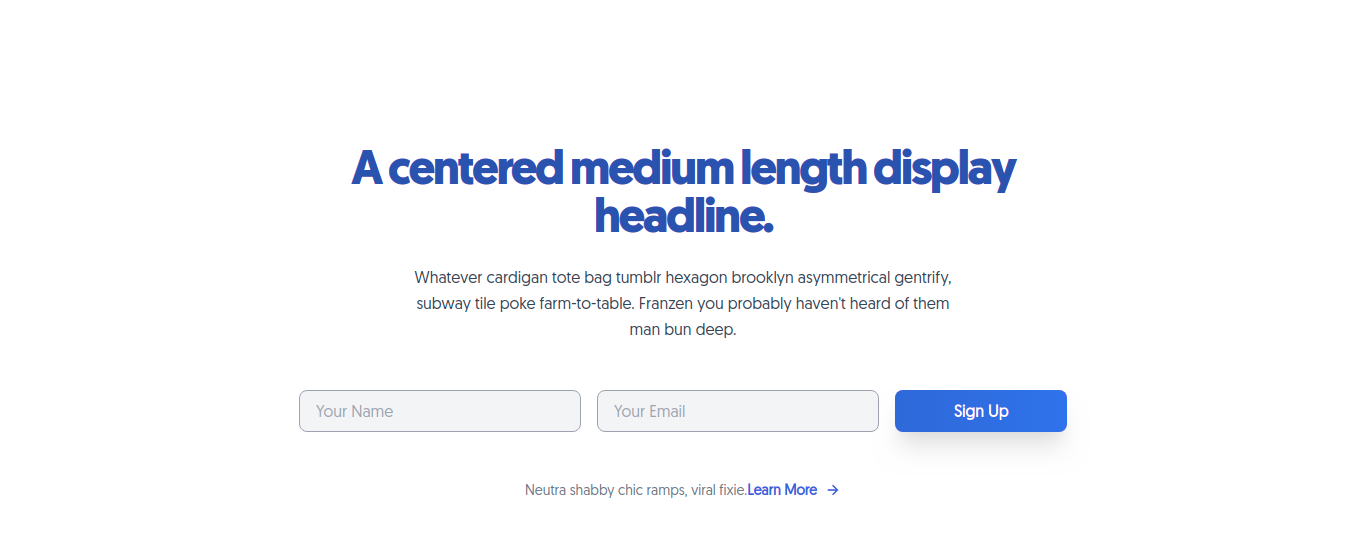 A centered medium length display
headline.
Whatever cardigan tote bag tumblr hexagon brooklyn asymmetrical gentrify,
subway tile poke farm-to-table. Franzen you probably haven't heard of them
man bun deep.
Your Name
Your Email
Sign Up
Neutra shabby chic ramps, viral fixie.Learn More